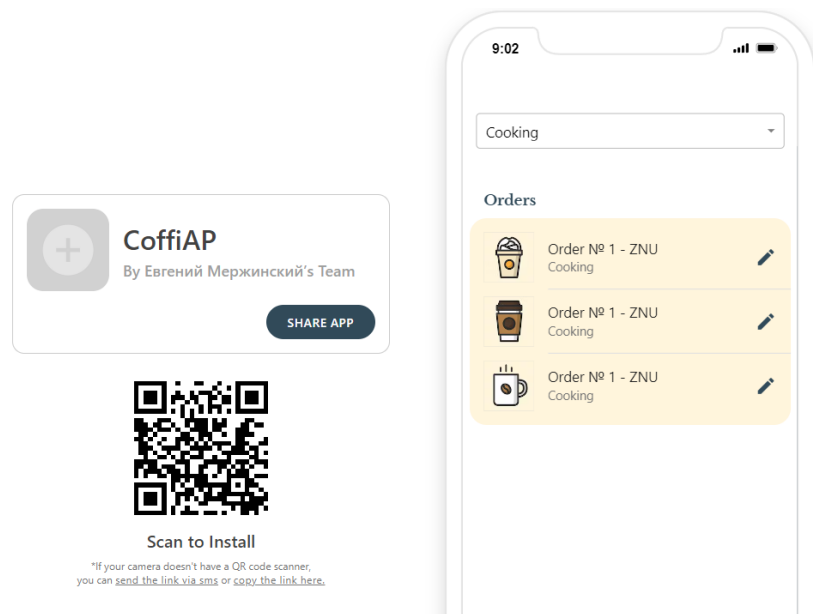 CoffiAP
By Евгений Мержинский's Team
SHARE APP
Scan to Install
*If your camera doesn't have a QR code scanner,
you can send the link via sms or copy the link here.
9:02
Cooking
Orders
Order № 1 - ZNU
Cooking
Order № 1 - ZNU
Cooking
Order № 1 - ZNU
Cooking